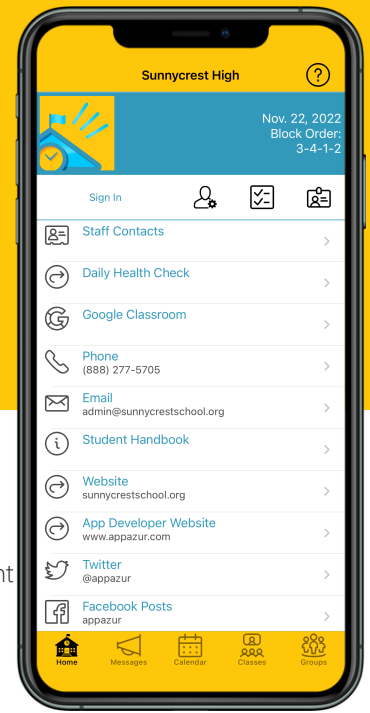 Sunnycrest High
?
Nov. 22, 2022
Block Order:
3-4-1-2
Sign In
Staff Contacts
Daily Health Check
Google Classroom
Phone
(888) 277-5705
Email
admin@sunnycrestschool.org
Student Handbook
Website
sunnycrestschool.org
App Developer Website
www.appazur.com
Twitter
@appazur
Facebook Posts
appazur
Home Messages Calendar Classes Groups